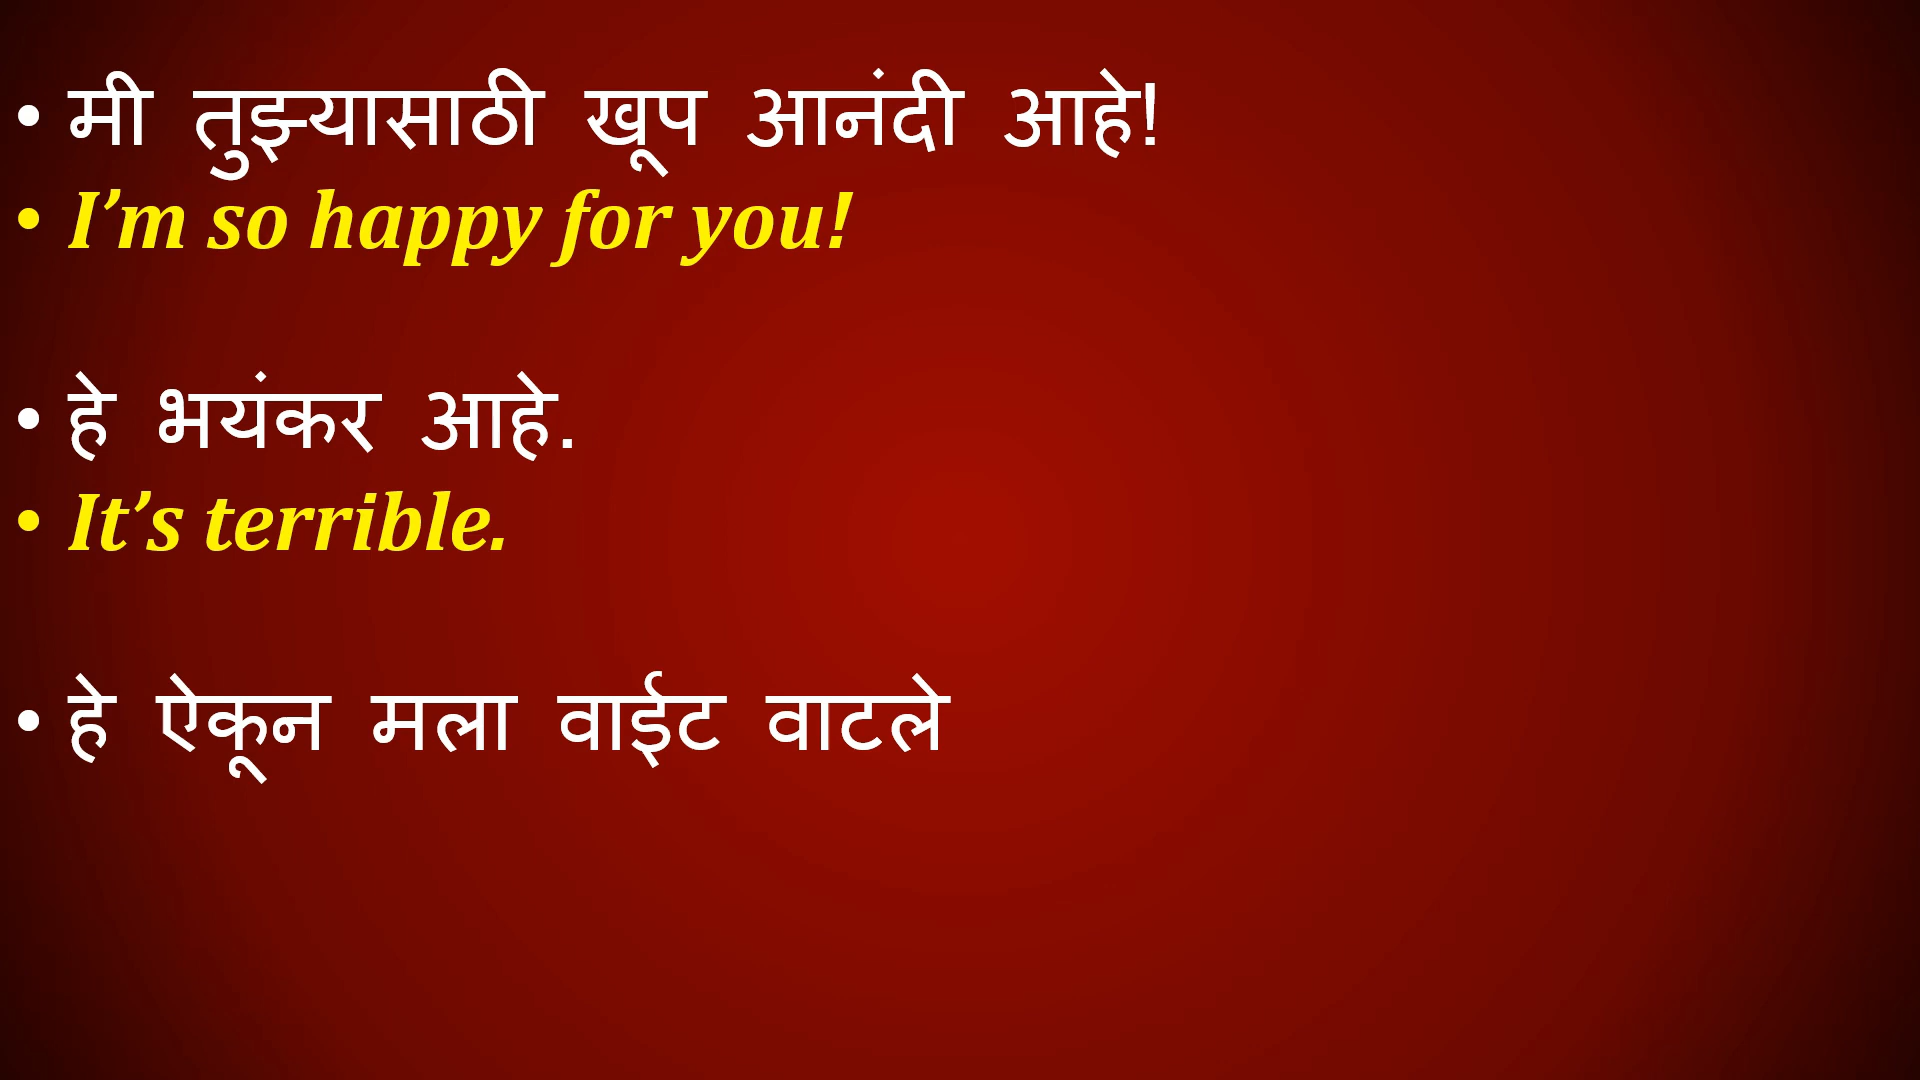 • मी तुझ्यासाठी खूप आनंदी आहे!
• I’m so happy for you!
• हे भयंकर आहे.
• It’s terrible.
• हे ऐकून मला वाईट वाटले